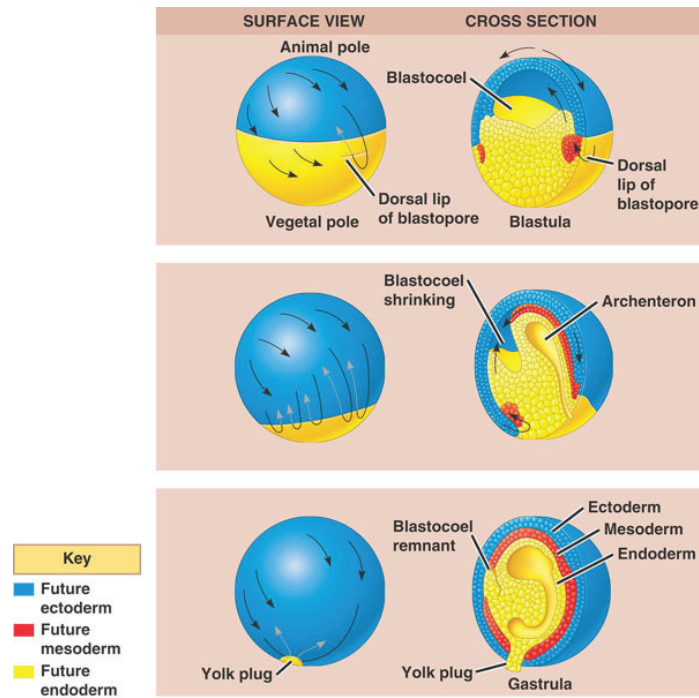 SURFACE VIEW
CROSS SECTION
Animal pole
Blastocoel
Dorsal lip
of blastopore
Vegetal pole
Dorsal
lip of
blastopore
Blastula
Blastocoel
shrinking
Archenteron
Ectoderm
Mesoderm
Endoderm
Blastocoel
remnant
Yolk plug
Yolk plug
Gastrula
Key
Future
ectoderm
Future
mesoderm
Future
endoderm